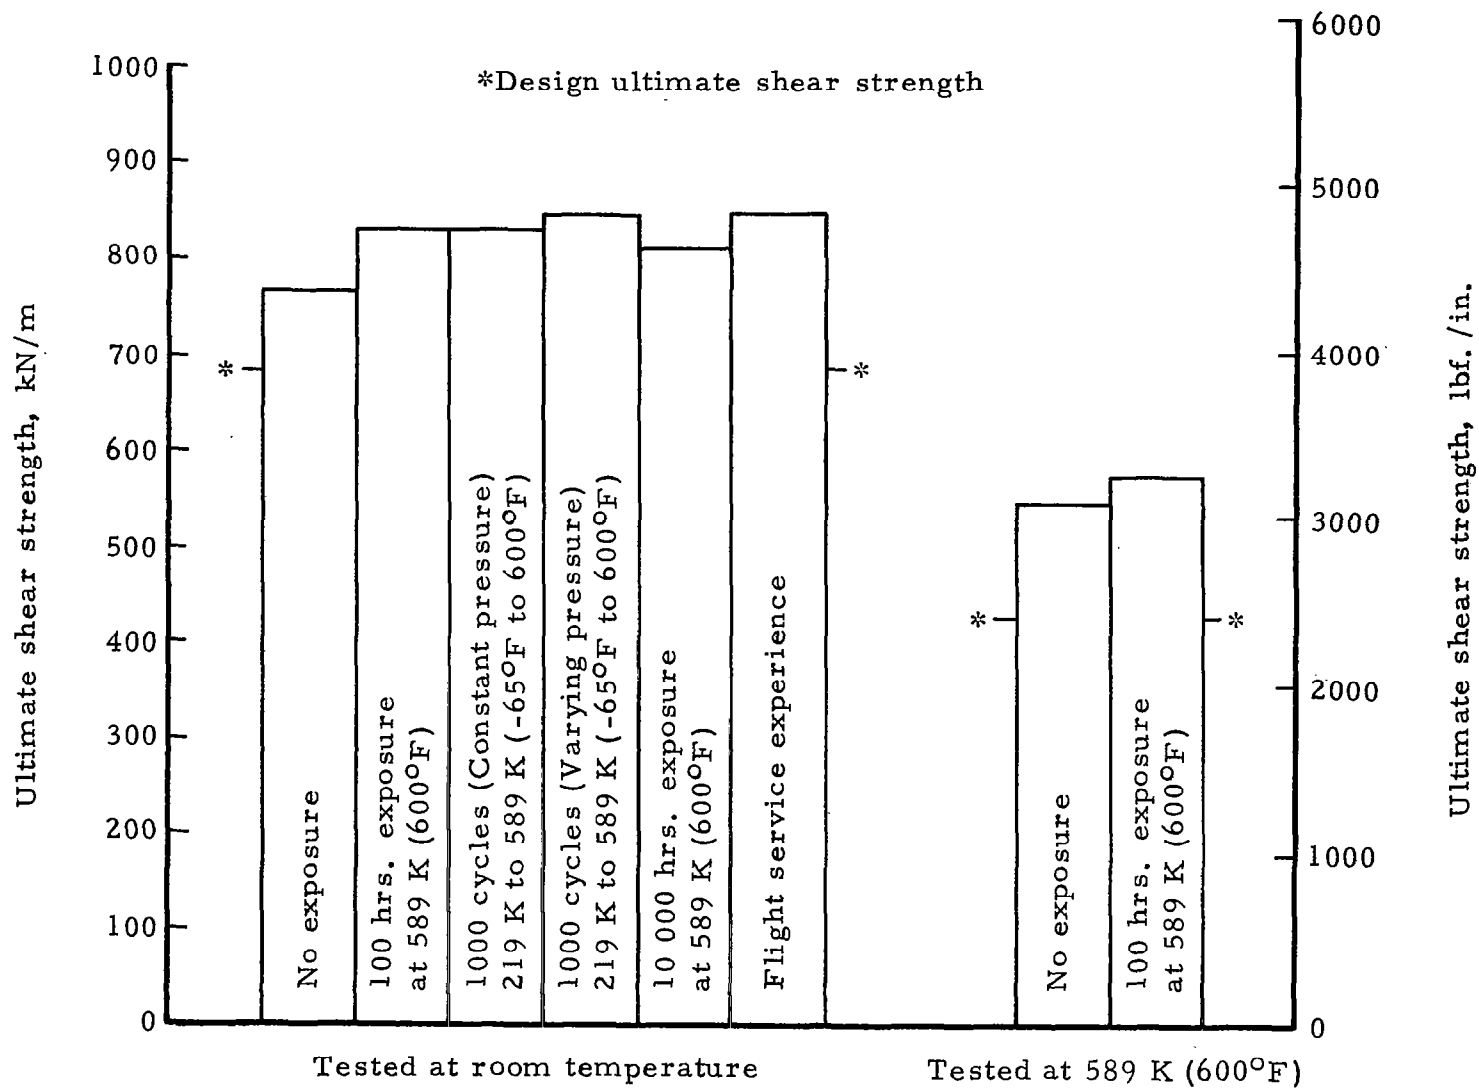 *Design ultimate shear strength
Ultimate shear strength, kN/m
1000
900
800
700
600
500
400
300
200
100
0
*
*
No exposure
100 hrs. exposure
at 589 K (600°F)
1000 cycles (Constant pressure)
219 K to 589 K (-65°F to 600°F)
1000 cycles (Varying pressure)
219 K to 589 K (-65°F to 600°F)
10 000 hrs. exposure
at 589 K (600°F)
Flight service experience
Tested at room temperature
*
*
No exposure
100 hrs. exposure
at 589 K (600°F)
Tested at 589 K (600°F)
6000
5000
4000
3000
2000
1000
0
Ultimate shear strength, lbf./in.